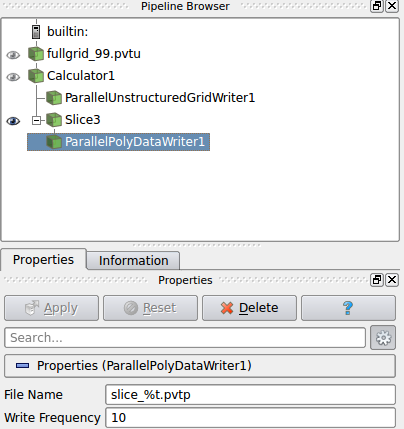 Pipeline Browser
builtin:
fullgrid_99.pvtu
Calculator1
ParallelUnstructuredGridWriter1
Slice3
ParallelPolyDataWriter1
Properties Information
Properties
Apply Reset Delete ?
Search...
Properties (ParallelPolyDataWriter1)
File Name slice_%t.pvtp
Write Frequency 10